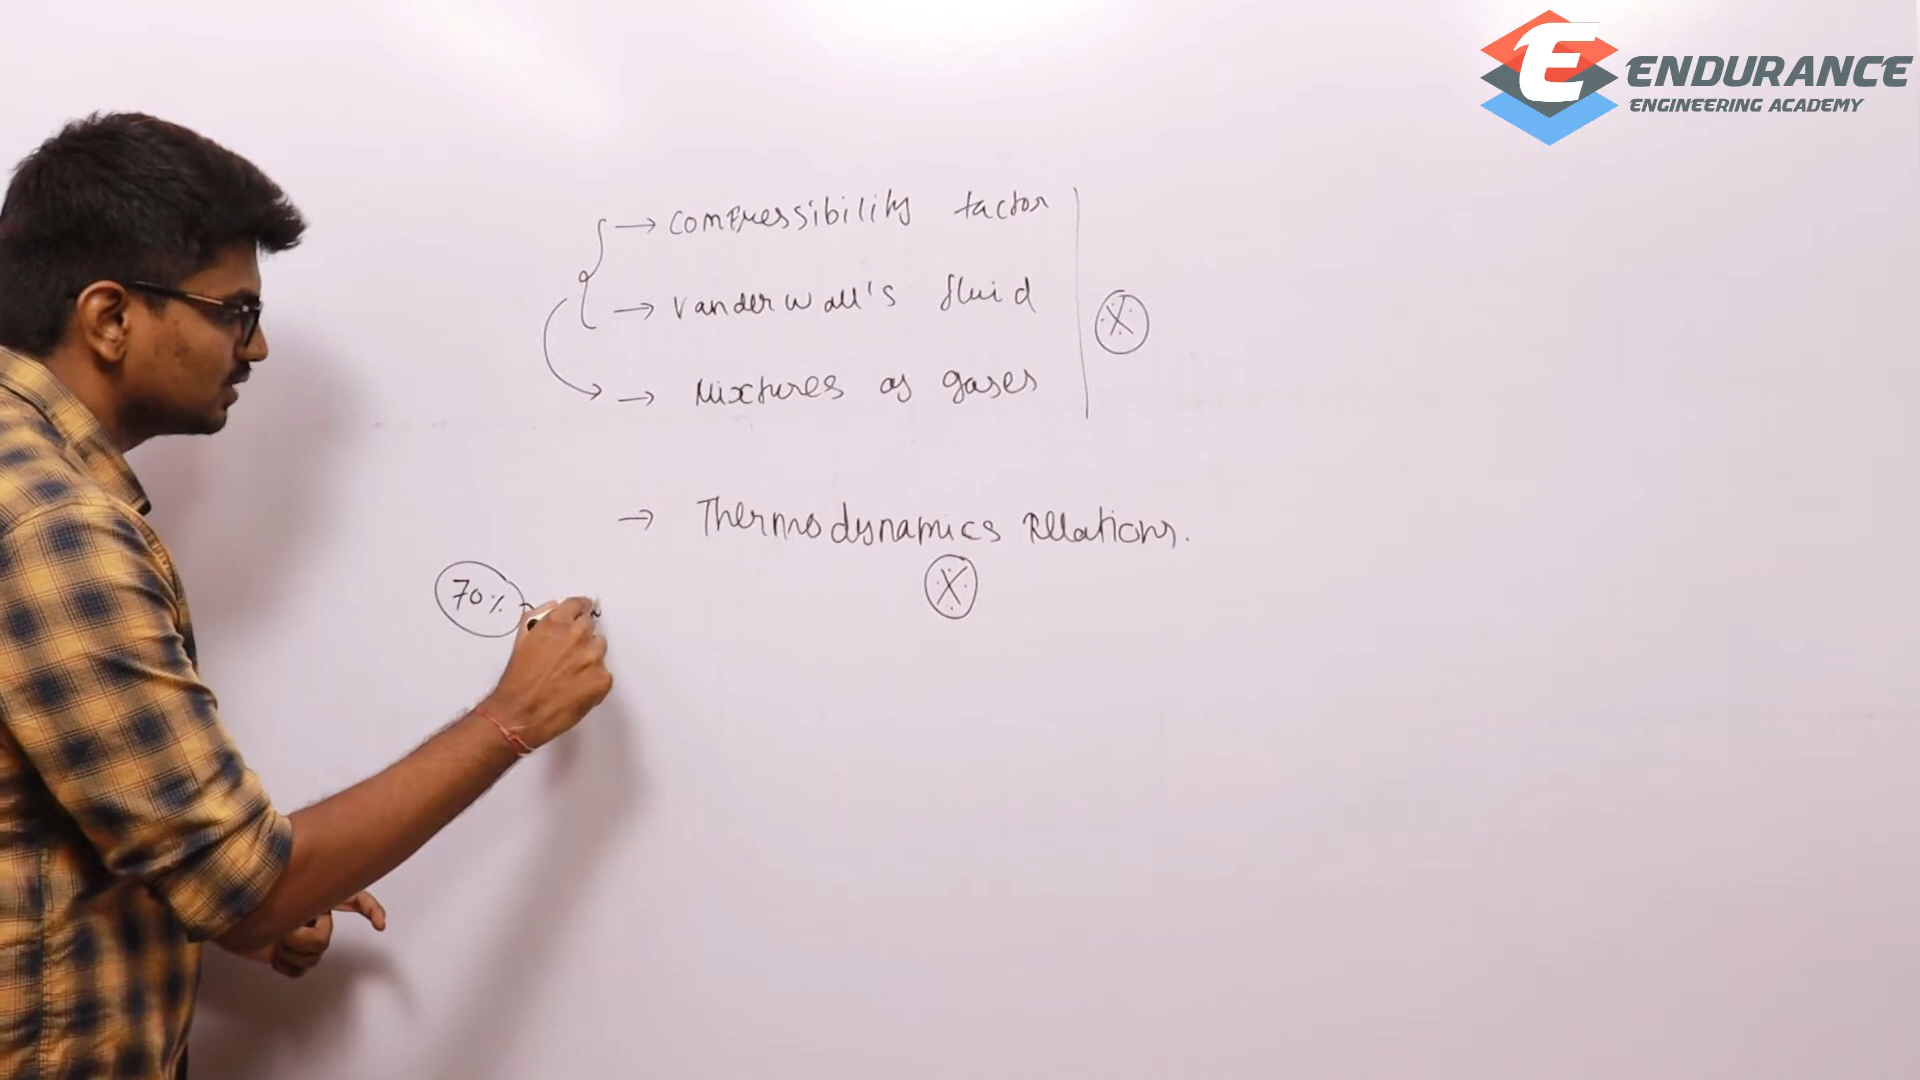 ENDURANCE
ENGINEERING ACADEMY
→ compressibility factor
→ vanderwall's fluid
X
→ Mixtures of gases
→ Thermodynamics Relations.
X
70%